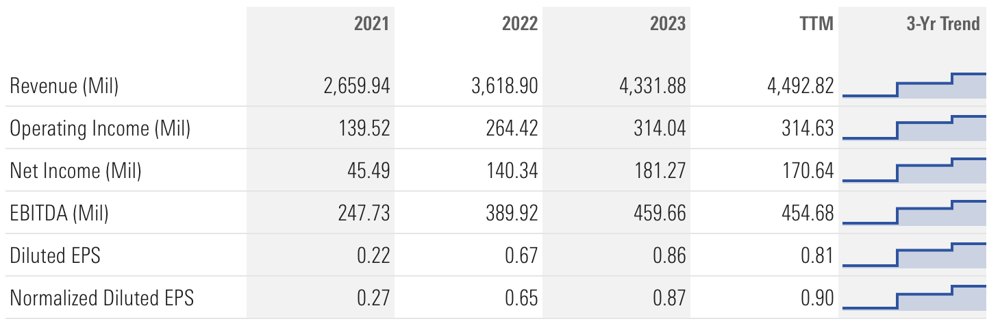 2021 2022 2023 TTM 3-Yr Trend
Revenue (Mil) 2,659.94 3,618.90 4,331.88 4,492.82
Operating Income (Mil) 139.52 264.42 314.04 314.63
Net Income (Mil) 45.49 140.34 181.27 170.64
EBITDA (Mil) 247.73 389.92 459.66 454.68
Diluted EPS 0.22 0.67 0.86 0.81
Normalized Diluted EPS 0.27 0.65 0.87 0.90